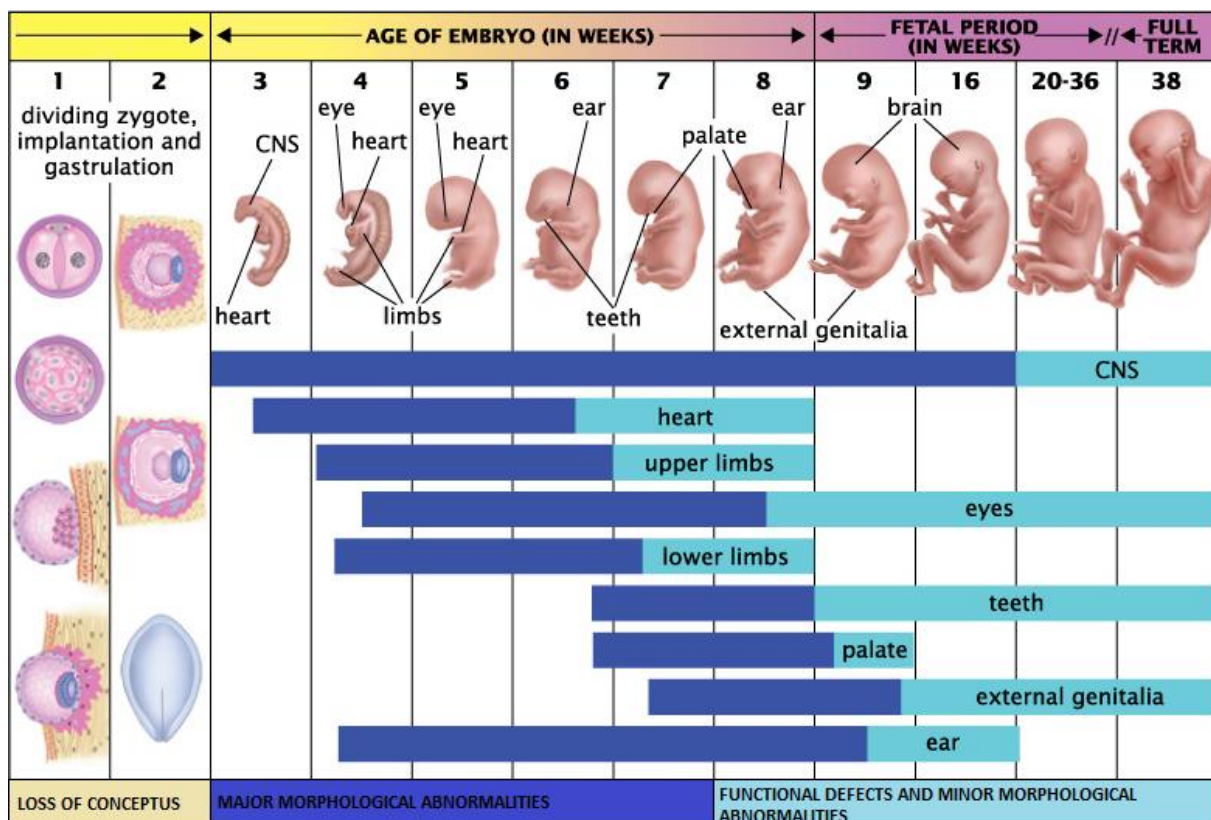 AGE OF EMBRYO (IN WEEKS)
FETAL PERIOD
(IN WEEKS)
//
FULL
TERM
1
2
3
4
5
6
7
8
9
16
20-36
38
dividing zygote,
implantation and
gastrulation
CNS
heart
eye
heart
limbs
eye
heart
ear
teeth
palate
ear
external genitalia
brain
CNS
heart
upper limbs
eyes
lower limbs
teeth
palate
external genitalia
ear
LOSS OF CONCEPTUS
MAJOR MORPHOLOGICAL ABNORMALITIES
FUNCTIONAL DEFECTS AND MINOR MORPHOLOGICAL
ABNORMALITIES